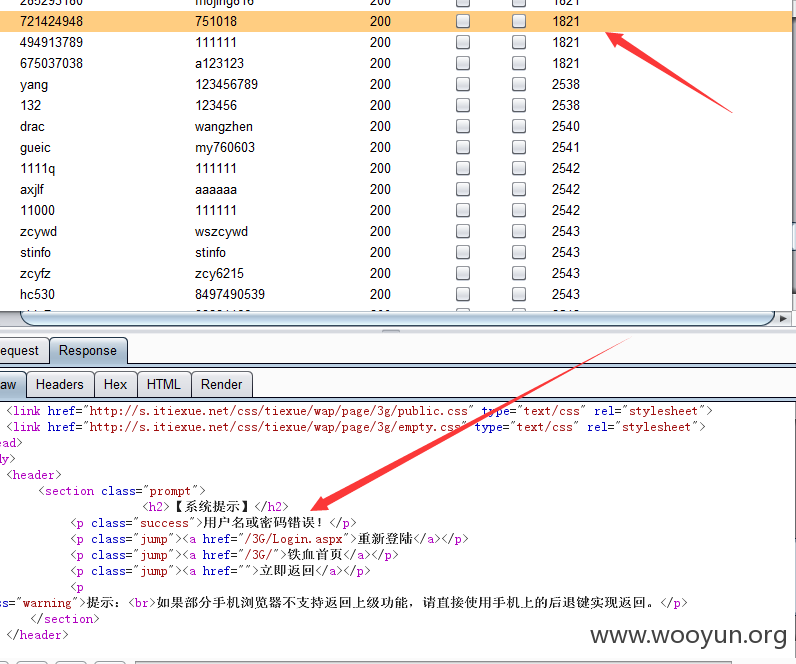 285293180 mojing816 200 1821
721424948 751018 200 1821
494913789 111111 200 1821
675037038 a123123 200 1821
yang 123456789 200 2538
132 123456 200 2538
drac wangzhen 200 2540
gueic my760603 200 2541
1111q 111111 200 2542
axjlf aaaaaa 200 2542
11000 111111 200 2542
zcywd wszcywd 200 2543
stinfo stinfo 200 2543
zcyfz zcy6215 200 2543
hc530 8497490539 200 2543
equest Response
aw Headers Hex HTML Render
<link href="http://s.itiexue.net/css/tiexue/wap/page/3g/public.css" type="text/css" rel="stylesheet">
<link href="http://s.itiexue.net/css/tiexue/wap/page/3g/empty.css" type="text/css" rel="stylesheet">
ead>
dy>
<header>
<section class="prompt">
<h2>【系统提示】</h2>
<p class="success">用户名或密码错误！</p>
<p class="jump"><a href="/3G/Login.aspx">重新登陆</a></p>
<p class="jump"><a href="/3G/">铁血首页</a></p>
<p class="jump"><a href="">立即返回</a></p>
<p
ss="warning">提示：<br>如果部分手机浏览器不支持返回上级功能，请直接使用手机上的后退键实现返回。</p>
</section>
</header>
www.wooyun.org